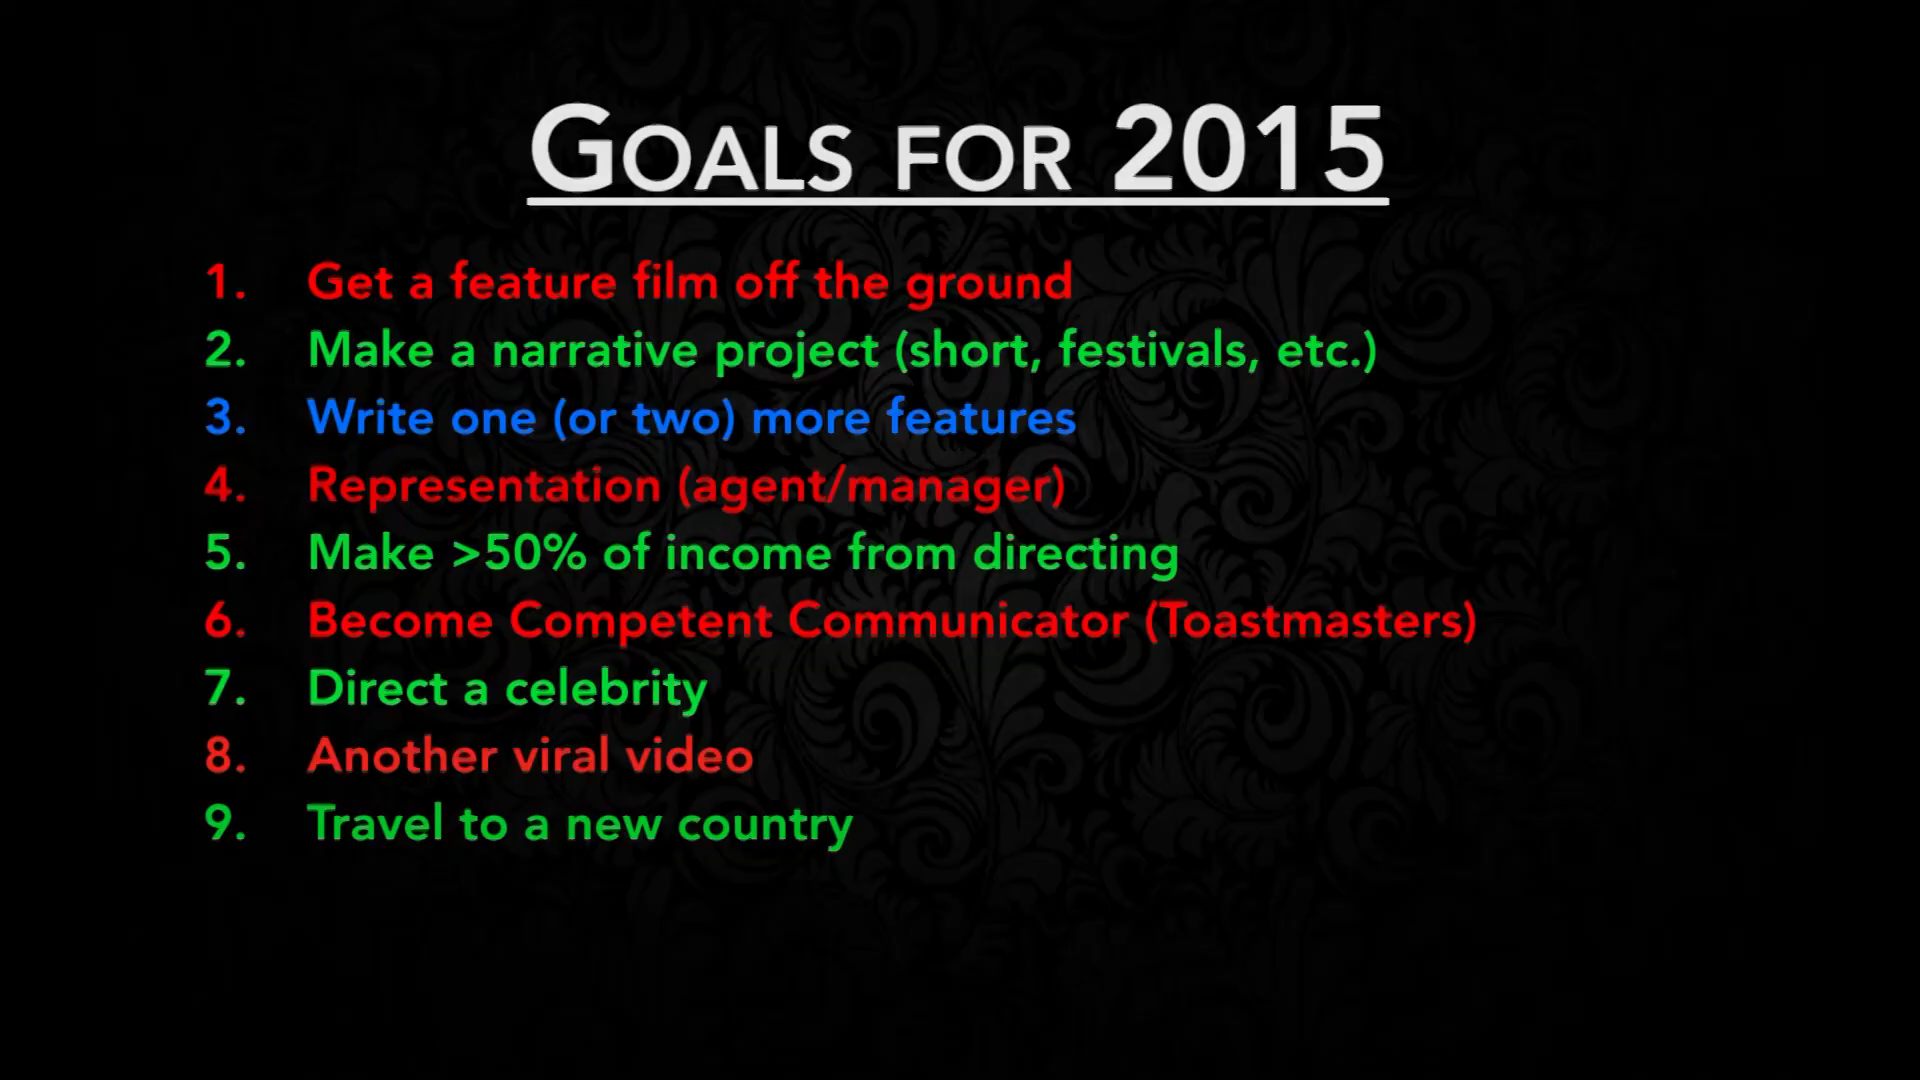 GOALS FOR 2015
1. Get a feature film off the ground
2. Make a narrative project (short, festivals, etc.)
3. Write one (or two) more features
4. Representation (agent/manager)
5. Make >50% of income from directing
6. Become Competent Communicator (Toastmasters)
7. Direct a celebrity
8. Another viral video
9. Travel to a new country